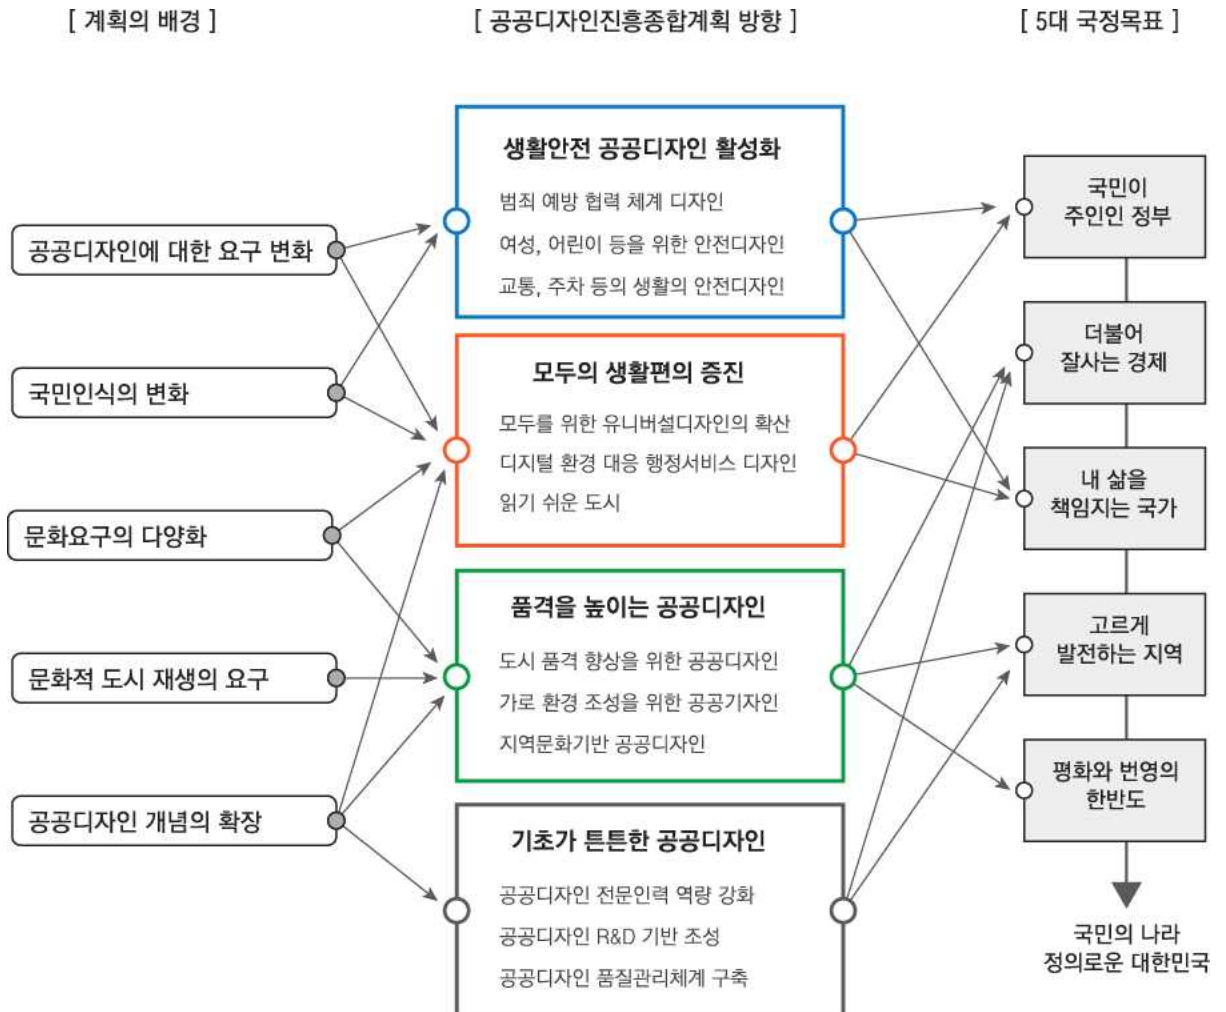 [ 계획의 배경 ]
[ 공공디자인진흥종합계획 방향 ]
[ 5대 국정목표 ]
공공디자인에 대한 요구 변화
국민인식의 변화
문화요구의 다양화
문화적 도시 재생의 요구
공공디자인 개념의 확장
생활안전 공공디자인 활성화
범죄 예방 협력 체계 디자인
여성, 어린이 등을 위한 안전디자인
교통, 주차 등의 생활의 안전디자인
모두의 생활편의 증진
모두를 위한 유니버설디자인의 확산
디지털 환경 대응 행정서비스 디자인
읽기 쉬운 도시
품격을 높이는 공공디자인
도시 품격 향상을 위한 공공디자인
가로 환경 조성을 위한 공공기자인
지역문화기반 공공디자인
기초가 튼튼한 공공디자인
공공디자인 전문인력 역량 강화
공공디자인 R&D 기반 조성
공공디자인 품질관리체계 구축
국민이
주인인 정부
더불어
잘사는 경제
내 삶을
책임지는 국가
고르게
발전하는 지역
평화와 번영의
한반도
국민의 나라
정의로운 대한민국